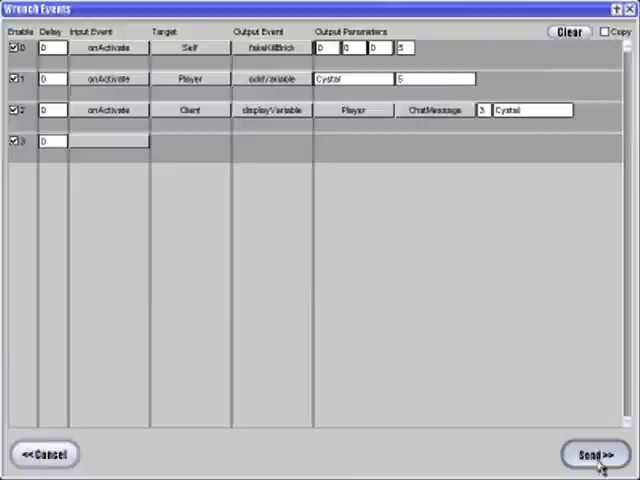 Wrench Events
Enable Delay Input Event Target Output Event Output Parameters Clear Copy
0 0 onActivate Self fakeKillBrick 0 0 0 5
1 0 onActivate Player addVariable Cystal 5
2 0 onActivate Client displayVariable Player ChatMessage 3 Cystal
3 0
<<Cancel Send>>